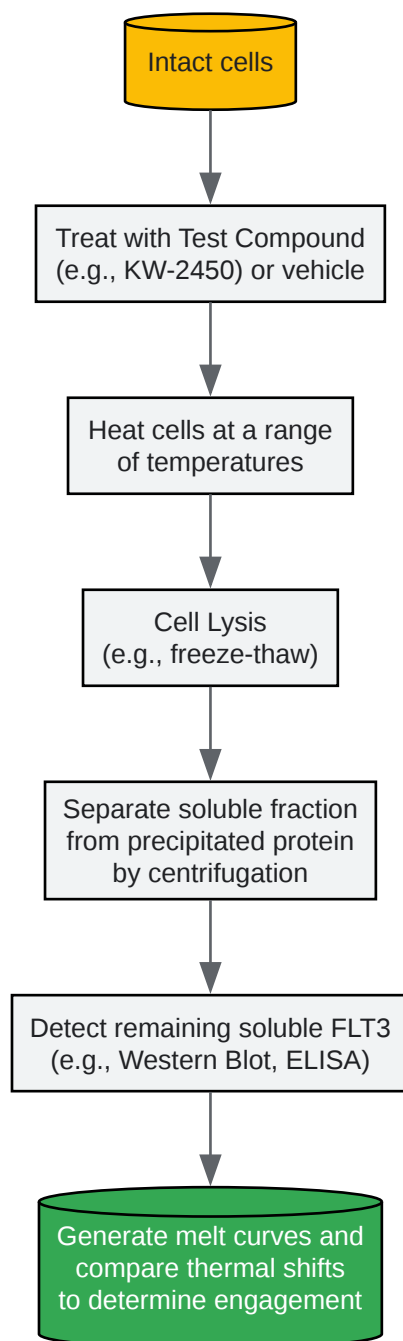 Intact cells
Treat with Test Compound
(e.g., KW-2450) or vehicle
Heat cells at a range
of temperatures
Cell Lysis
(e.g., freeze-thaw)
Separate soluble fraction
from precipitated protein
by centrifugation
Detect remaining soluble FLT3
(e.g., Western Blot, ELISA)
Generate melt curves and
compare thermal shifts
to determine engagement